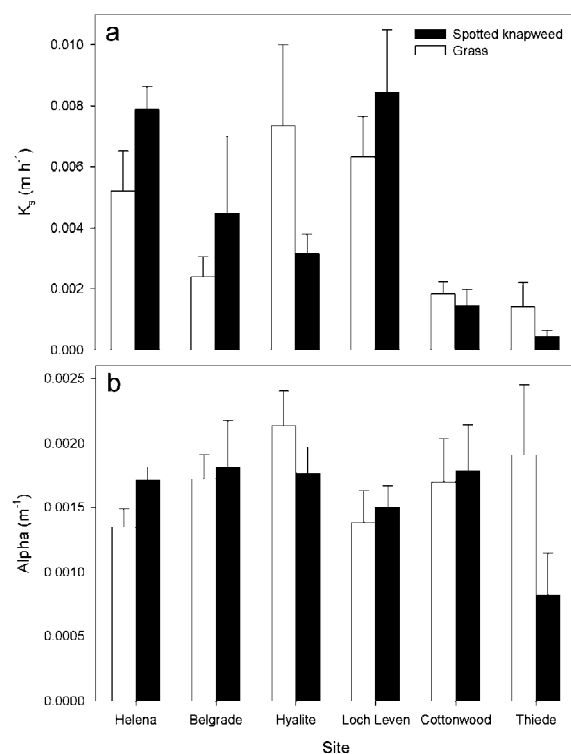 a
Spotted knapweed
Grass
0.010
0.008
0.006
0.004
0.002
0.000
Kₛ (m h⁻¹)
b
0.0025
0.0020
0.0015
0.0010
0.0005
0.0000
Alpha (m⁻¹)
Helena Belgrade Hyalite Loch Leven Cottonwood Thiede
Site